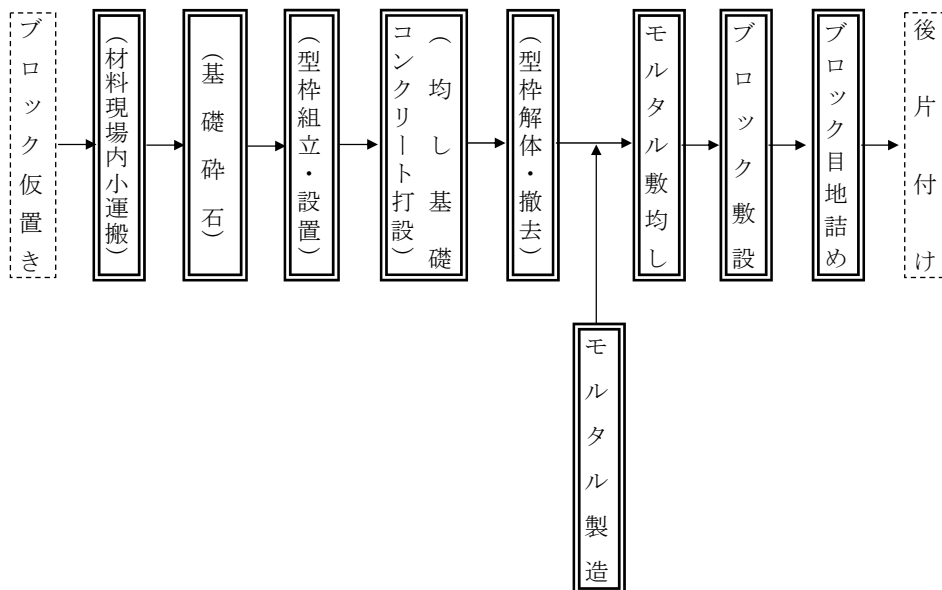 ブロック仮置き
（材料現場内小運搬）
（基礎砕石）
（型枠組立・設置）
（均し基礎
コンクリート打設）
（型枠解体・撤去）
モルタル製造
モルタル敷均し
ブロック敷設
ブロック目地詰め
後片付け